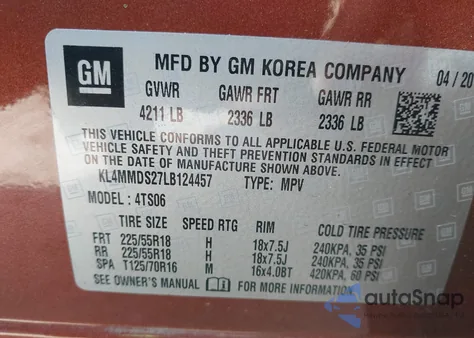 GM
MFD BY GM KOREA COMPANY 04/20
GVWR GAWR FRT GAWR RR
4211 LB 2336 LB 2336 LB
THIS VEHICLE CONFORMS TO ALL APPLICABLE U.S. FEDERAL MOTOR
VEHICLE SAFETY AND THEFT PREVENTION STANDARDS IN EFFECT
ON THE DATE OF MANUFACTURE SHOWN ABOVE.
KL4MMDS27LB124457 TYPE: MPV
MODEL : 4TS06
TIRE SIZE SPEED RTG RIM COLD TIRE PRESSURE
FRT 225/55R18 H 18x7.5J 240KPA, 35 PSI
RR 225/55R18 H 18x7.5J 240KPA, 35 PSI
SPA T125/70R16 M 16x4.0BT 420KPA, 60 PSI
SEE OWNER'S MANUAL FOR MORE INFORMATION
autoSnap